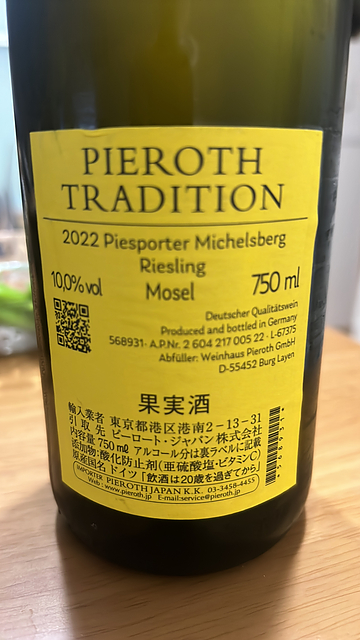 PIEROTH
TRADITION
2022 Piesporter Michelsberg
Riesling
10,0% vol Mosel 750 ml
Deutscher Qualitätswein
Produced and bottled in Germany
568931 · A.P.Nr. 2 604 217 005 22 · L-67375
Abfüller: Weinhaus Pieroth GmbH
D-55452 Burg Layen
果実酒
輸入業者 東京都港区港南2-13-31
引取先 ピーロート・ジャパン株式会社
内容量 750㎖ アルコール分は裏ラベルに記載
添加物:酸化防止剤(亜硫酸塩・ビタミンC)
原産国名 ドイツ「飲酒は20歳を過ぎてから」
IMPORTER PIEROTH JAPAN K.K. 03-3458-4455
Web : www.pieroth.jp E-mail:service@pieroth.jp